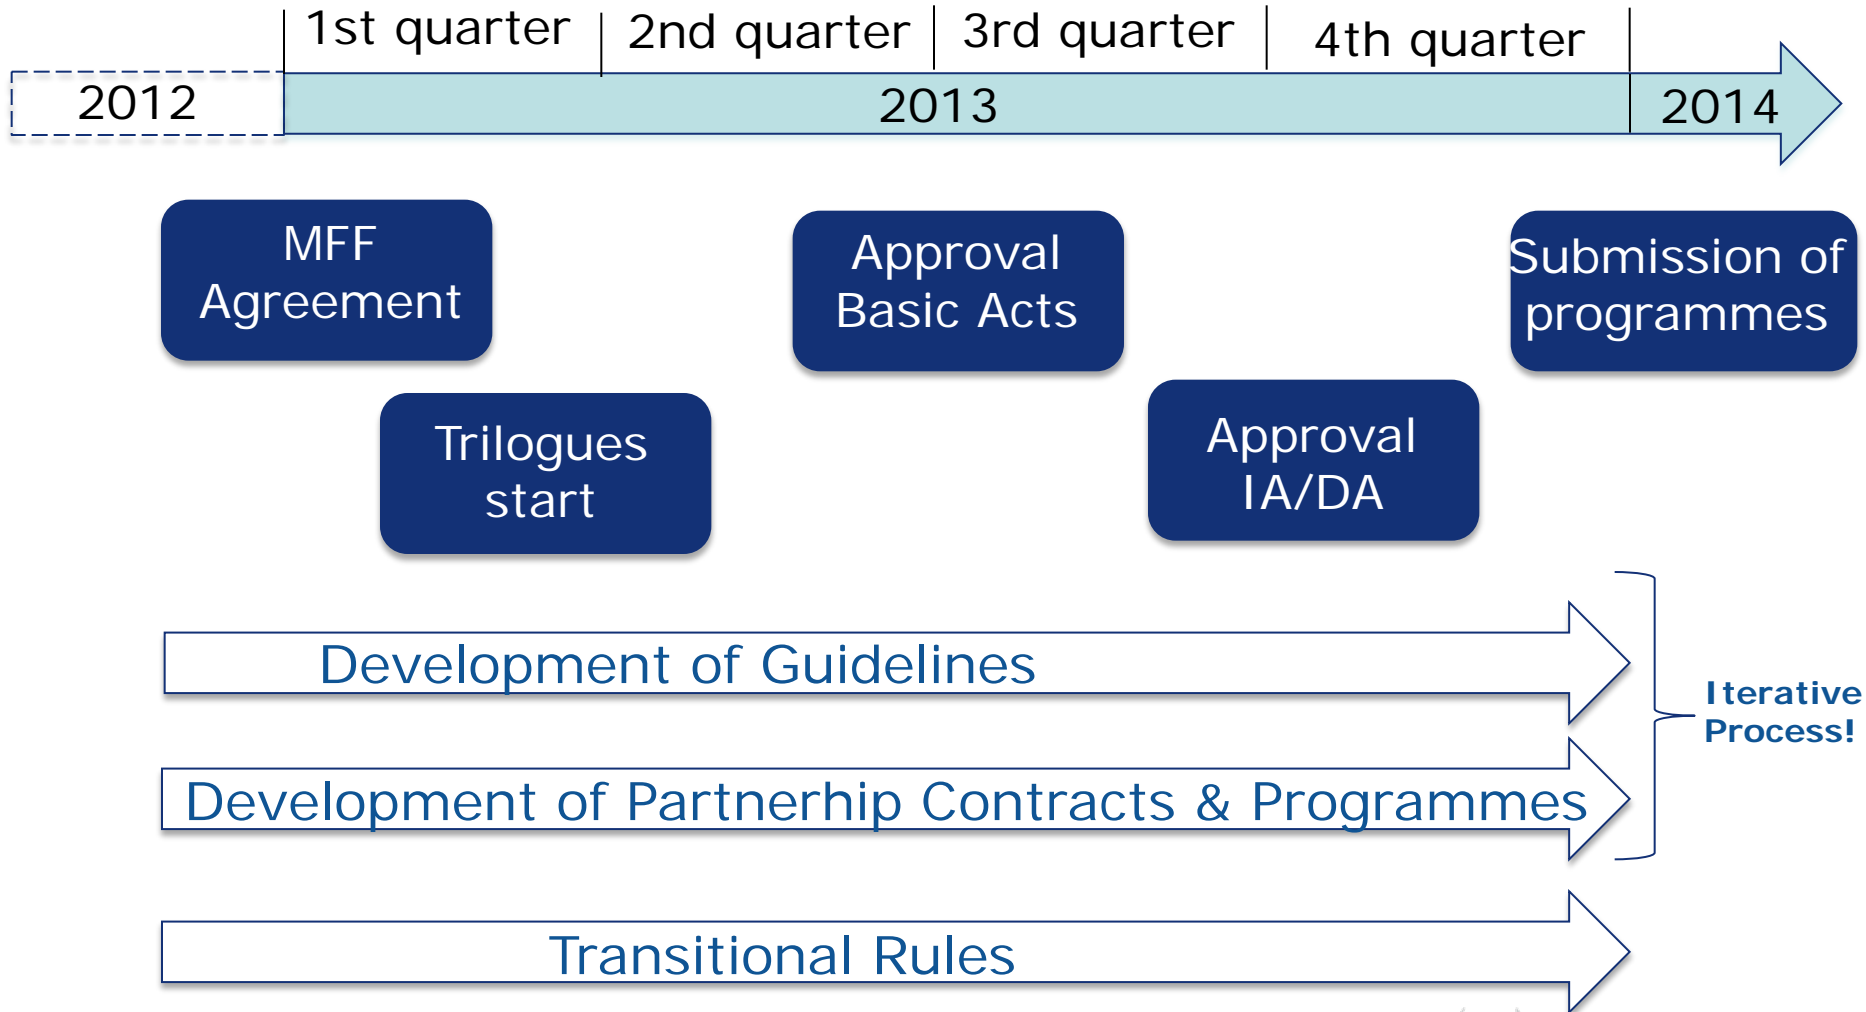 1st quarter
2nd quarter
3rd quarter
4th quarter
2012
2013
2014
MFF
Agreement
Approval
Basic Acts
Submission of
programmes
Trilogues
start
Approval
IA/DA
Development of Guidelines
Iterative
Process!
Development of Partnerhip Contracts & Programmes
Transitional Rules